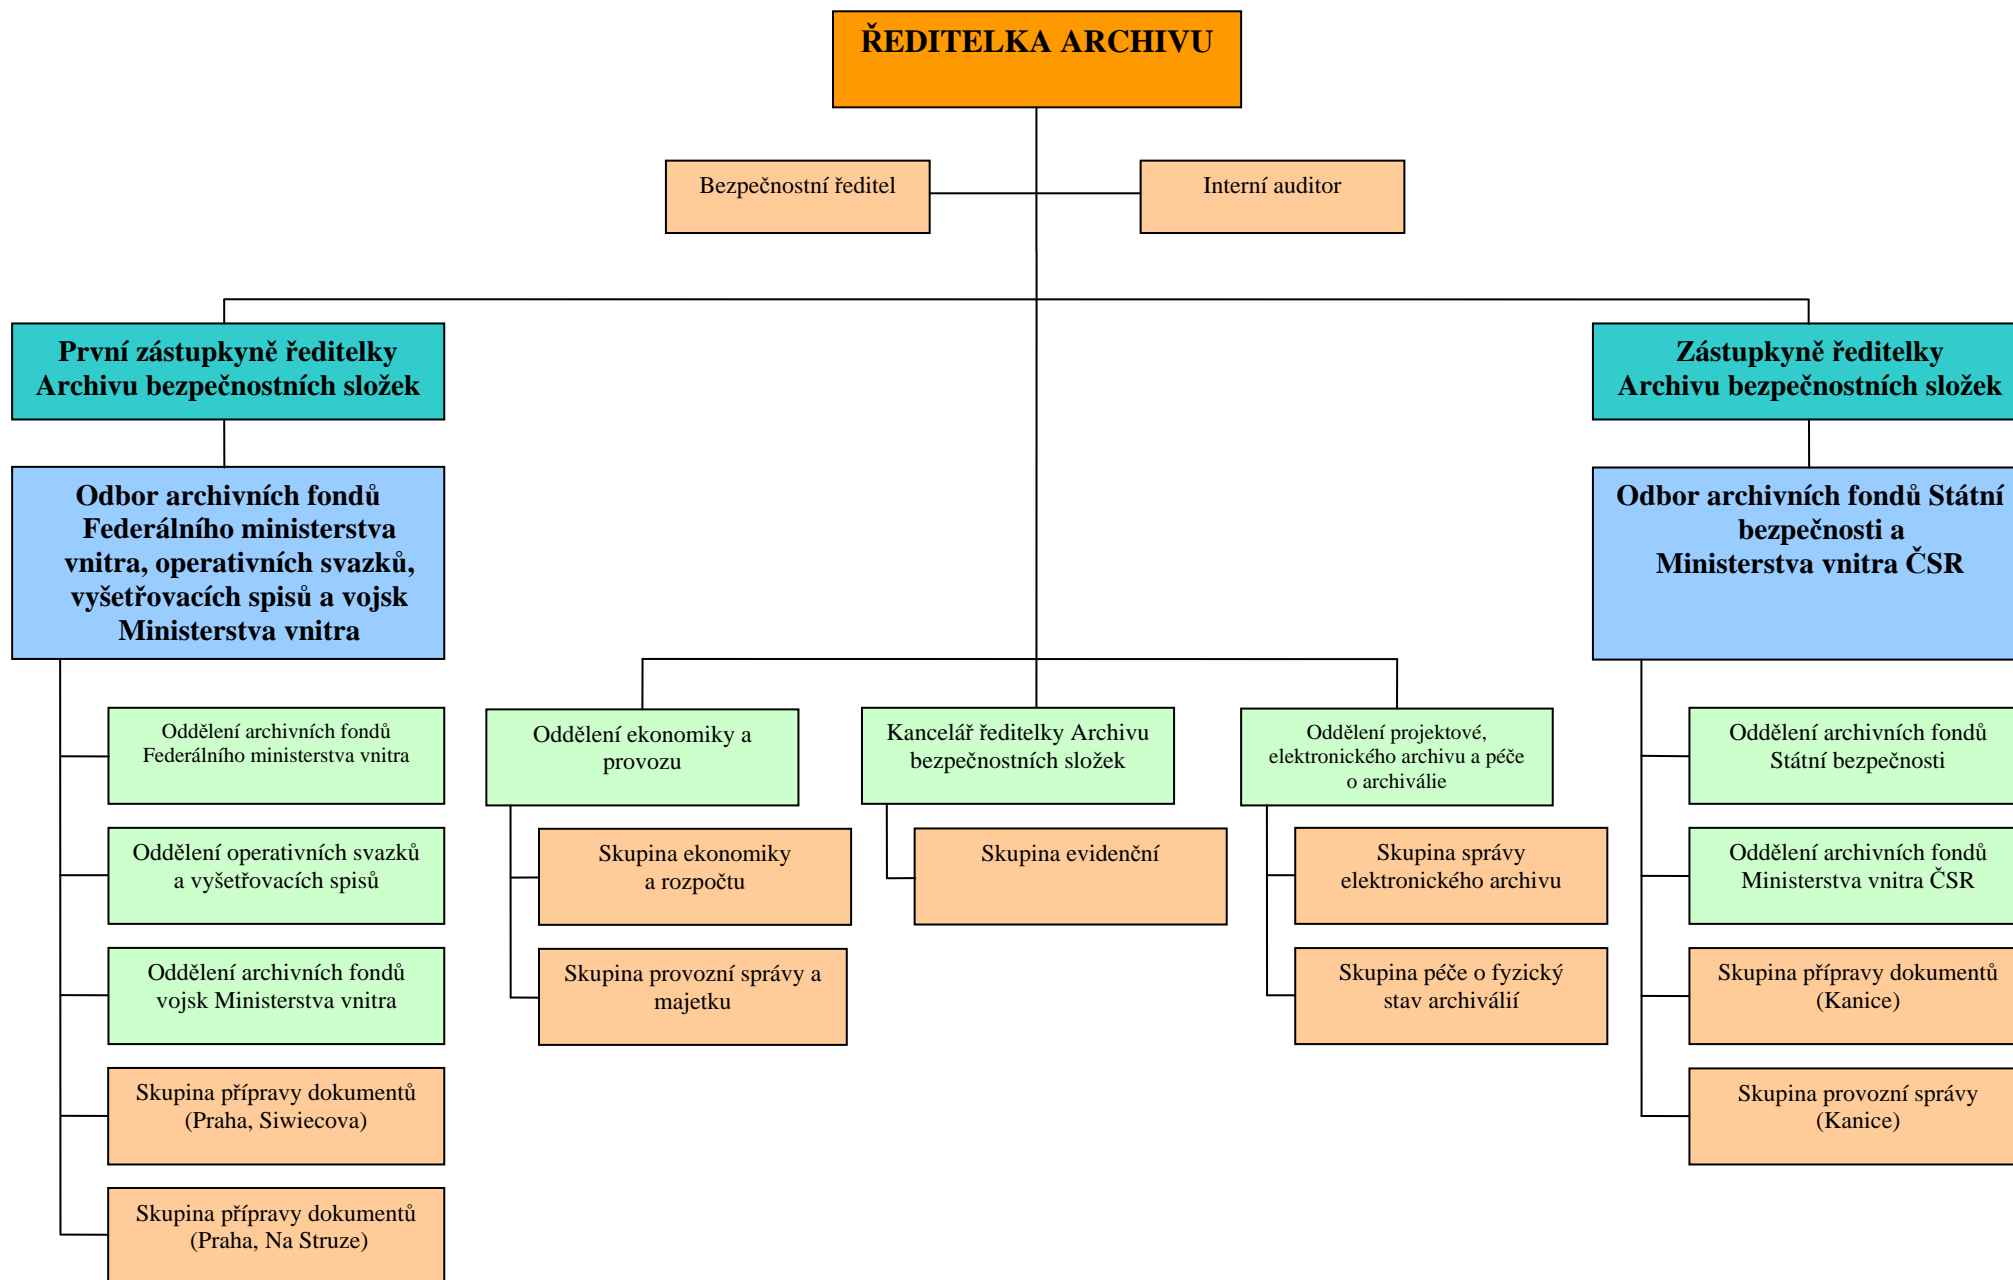 ŘEDITELKA ARCHIVU
Bezpečnostní ředitel
Interní auditor
První zástupkyně ředitelky
Archivu bezpečnostních složek
Zástupkyně ředitelky
Archivu bezpečnostních složek
Odbor archivních fondů
Federálního ministerstva
vnitra, operativních svazků,
vyšetřovacích spisů a vojsk
Ministerstva vnitra
Odbor archivních fondů Státní
bezpečnosti a
Ministerstva vnitra ČSR
Oddělení archivních fondů
Federálního ministerstva vnitra
Oddělení operativních svazků
a vyšetřovacích spisů
Oddělení archivních fondů
vojsk Ministerstva vnitra
Skupina přípravy dokumentů
(Praha, Siwiecova)
Skupina přípravy dokumentů
(Praha, Na Struze)
Oddělení ekonomiky a
provozu
Skupina ekonomiky
a rozpočtu
Skupina provozní správy a
majetku
Kancelář ředitelky Archivu
bezpečnostních složek
Skupina evidenční
Oddělení projektové,
elektronického archivu a péče
o archiválie
Skupina správy
elektronického archivu
Skupina péče o fyzický
stav archiválií
Oddělení archivních fondů
Státní bezpečnosti
Oddělení archivních fondů
Ministerstva vnitra ČSR
Skupina přípravy dokumentů
(Kanice)
Skupina provozní správy
(Kanice)